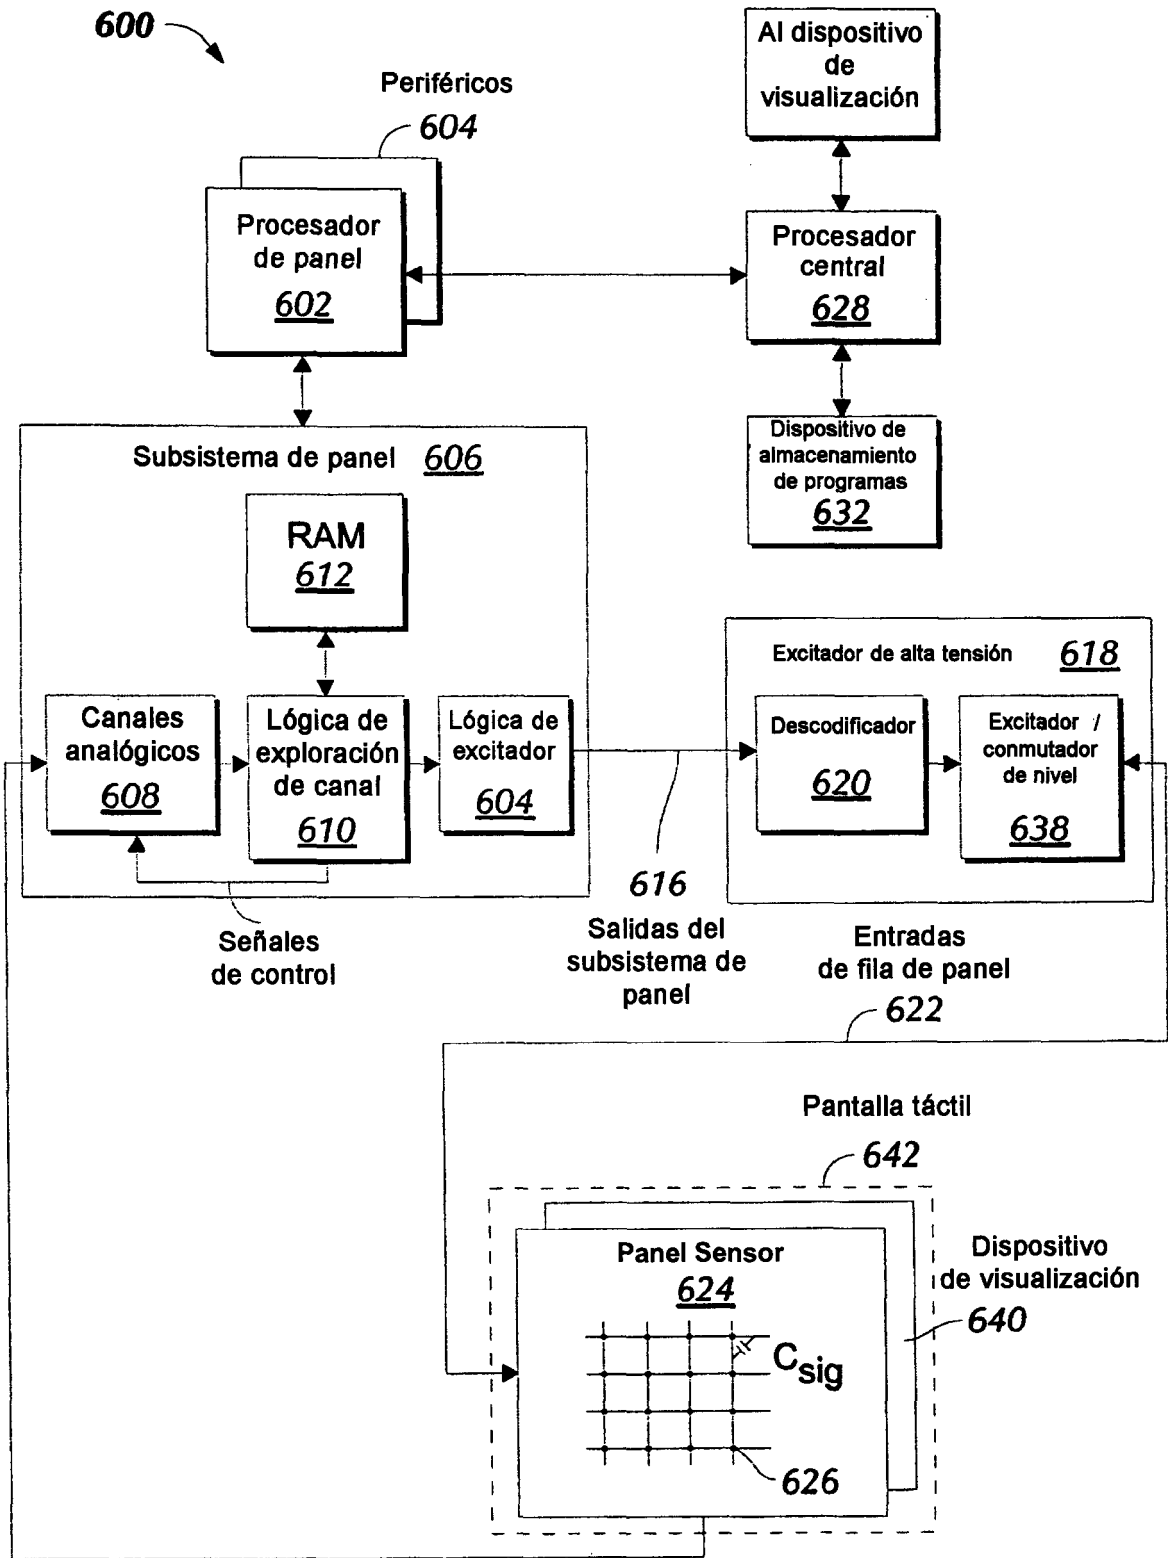 600
Periféricos
604
Procesador
de panel
602
Al dispositivo
de
visualización
Procesador
central
628
Dispositivo de
almacenamiento
de programas
632
Subsistema de panel 606
RAM
612
Canales
analógicos
608
Lógica de
exploración
de canal
610
Lógica de
excitador
604
Señales
de control
616
Salidas del
subsistema de
panel
Excitador de alta tensión 618
Descodificador
620
Excitador /
conmutador
de nivel
638
Entradas
de fila de panel
622
Pantalla táctil
642
Panel Sensor
624
Csig
626
Dispositivo
de visualización
640